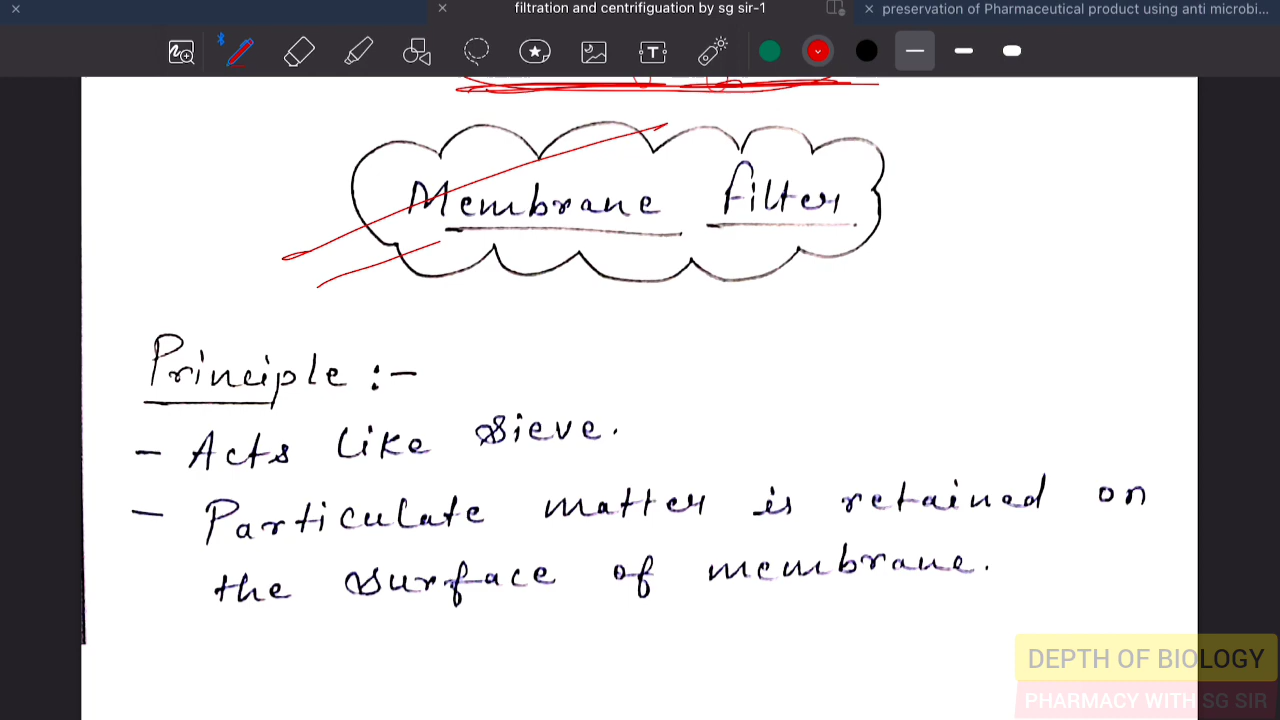 filtration and centrifiguation by sg sir-1
preservation of Pharmaceutical product using anti microbi...
Membrane filter
Principle :-
- Acts like sieve.
- Particulate matter is retained on
the surface of membrane.
DEPTH OF BIOLOGY
PHARMACY WITH SG SIR